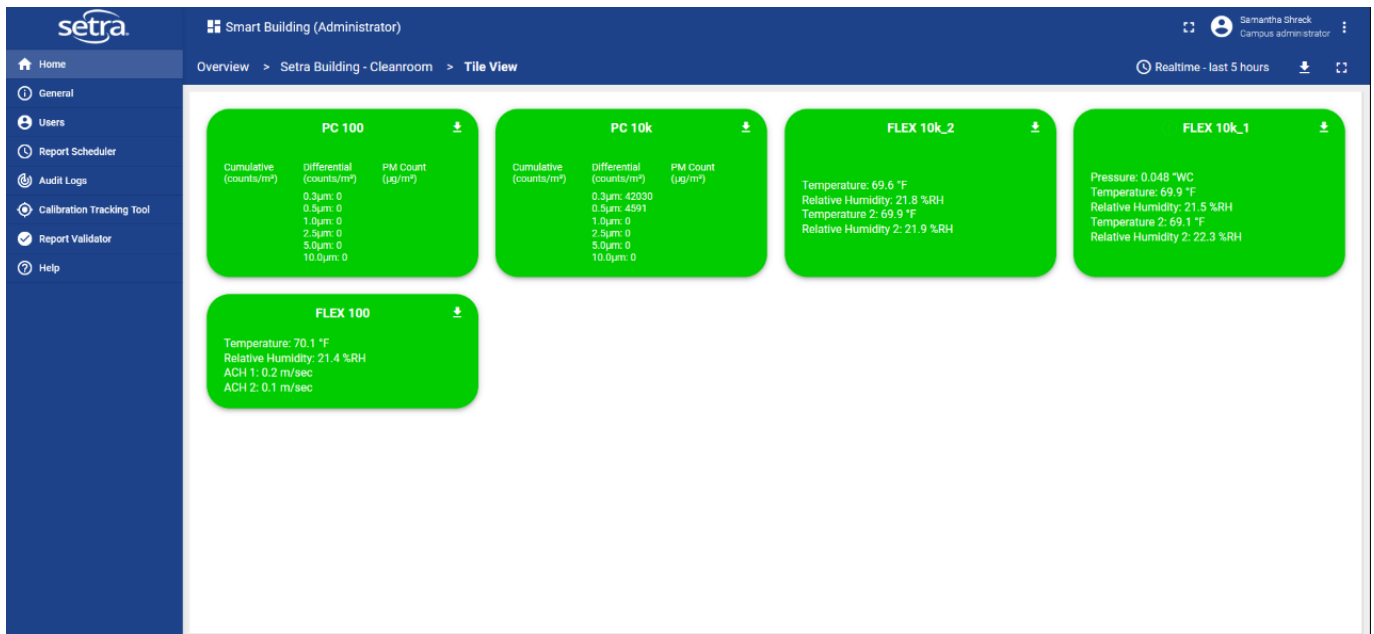 setra
Smart Building (Administrator)
Samantha Shreck
Campus administrator
Home
General
Users
Report Scheduler
Audit Logs
Calibration Tracking Tool
Report Validator
Help
Overview > Setra Building - Cleanroom > Tile View
Realtime - last 5 hours
PC 100
Cumulative (counts/m³)
Differential (counts/m³)
PM Count (µg/m³)
0.3µm: 0
0.5µm: 0
1.0µm: 0
2.5µm: 0
5.0µm: 0
10.0µm: 0
PC 10k
Cumulative (counts/m³)
Differential (counts/m³)
PM Count (µg/m³)
0.3µm: 42030
0.5µm: 4591
1.0µm: 0
2.5µm: 0
5.0µm: 0
10.0µm: 0
FLEX 10k_2
Temperature: 69.6 °F
Relative Humidity: 21.8 %RH
Temperature 2: 69.9 °F
Relative Humidity 2: 21.9 %RH
FLEX 10k_1
Pressure: 0.048 "WC
Temperature: 69.9 °F
Relative Humidity: 21.5 %RH
Temperature 2: 69.1 °F
Relative Humidity 2: 22.3 %RH
FLEX 100
Temperature: 70.1 °F
Relative Humidity: 21.4 %RH
ACH 1: 0.2 m/sec
ACH 2: 0.1 m/sec